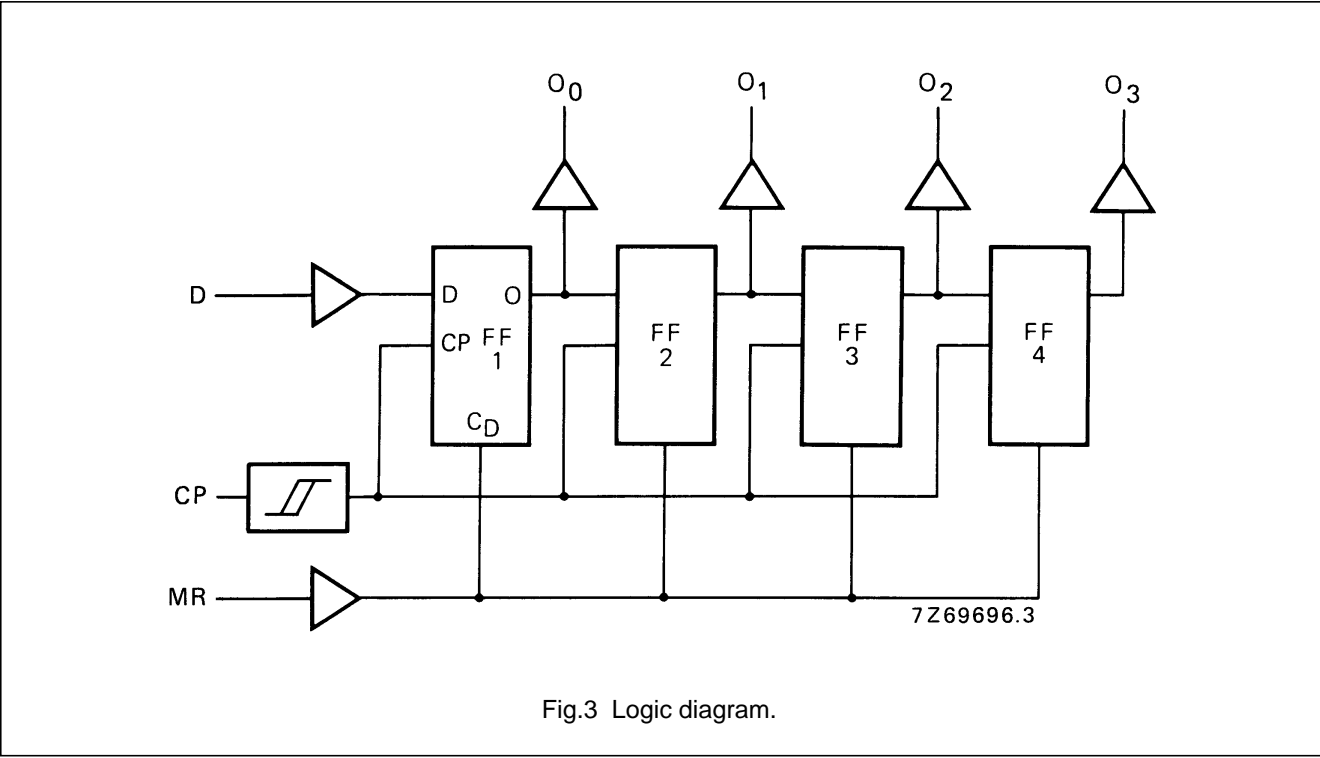 O0 O1 O2 O3
D D O
CP FF 1
FF 2
FF 3
FF 4
CD
CP
MR
7Z69696.3
Fig.3 Logic diagram.